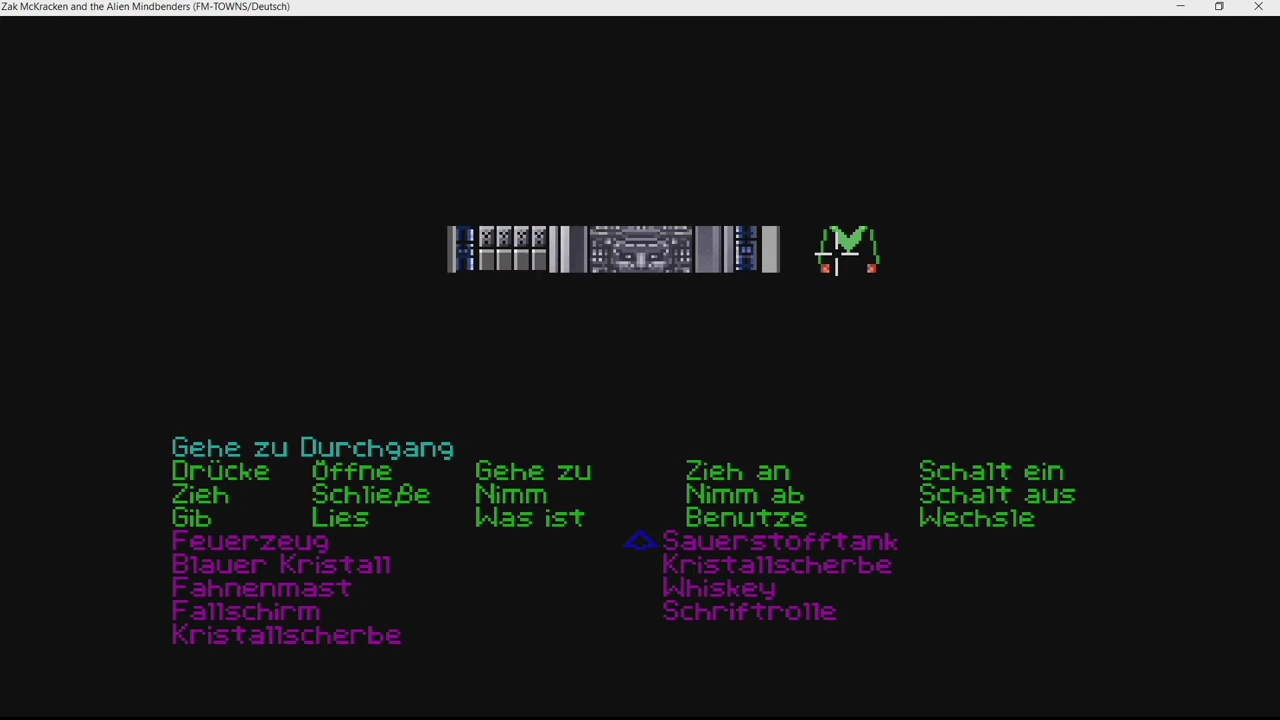 Zak McKracken and the Alien Mindbenders (FM-TOWNS/Deutsch)
Gehe zu Durchgang
Drücke Öffne Gehe zu Zieh an Schalt ein
Zieh Schließe Nimm Nimm ab Schalt aus
Gib Lies Was ist Benutze Wechsle
Feuerzeug Sauerstofftank
Blauer Kristall Kristallscherbe
Fahnenmast Whiskey
Fallschirm Schriftrolle
Kristallscherbe